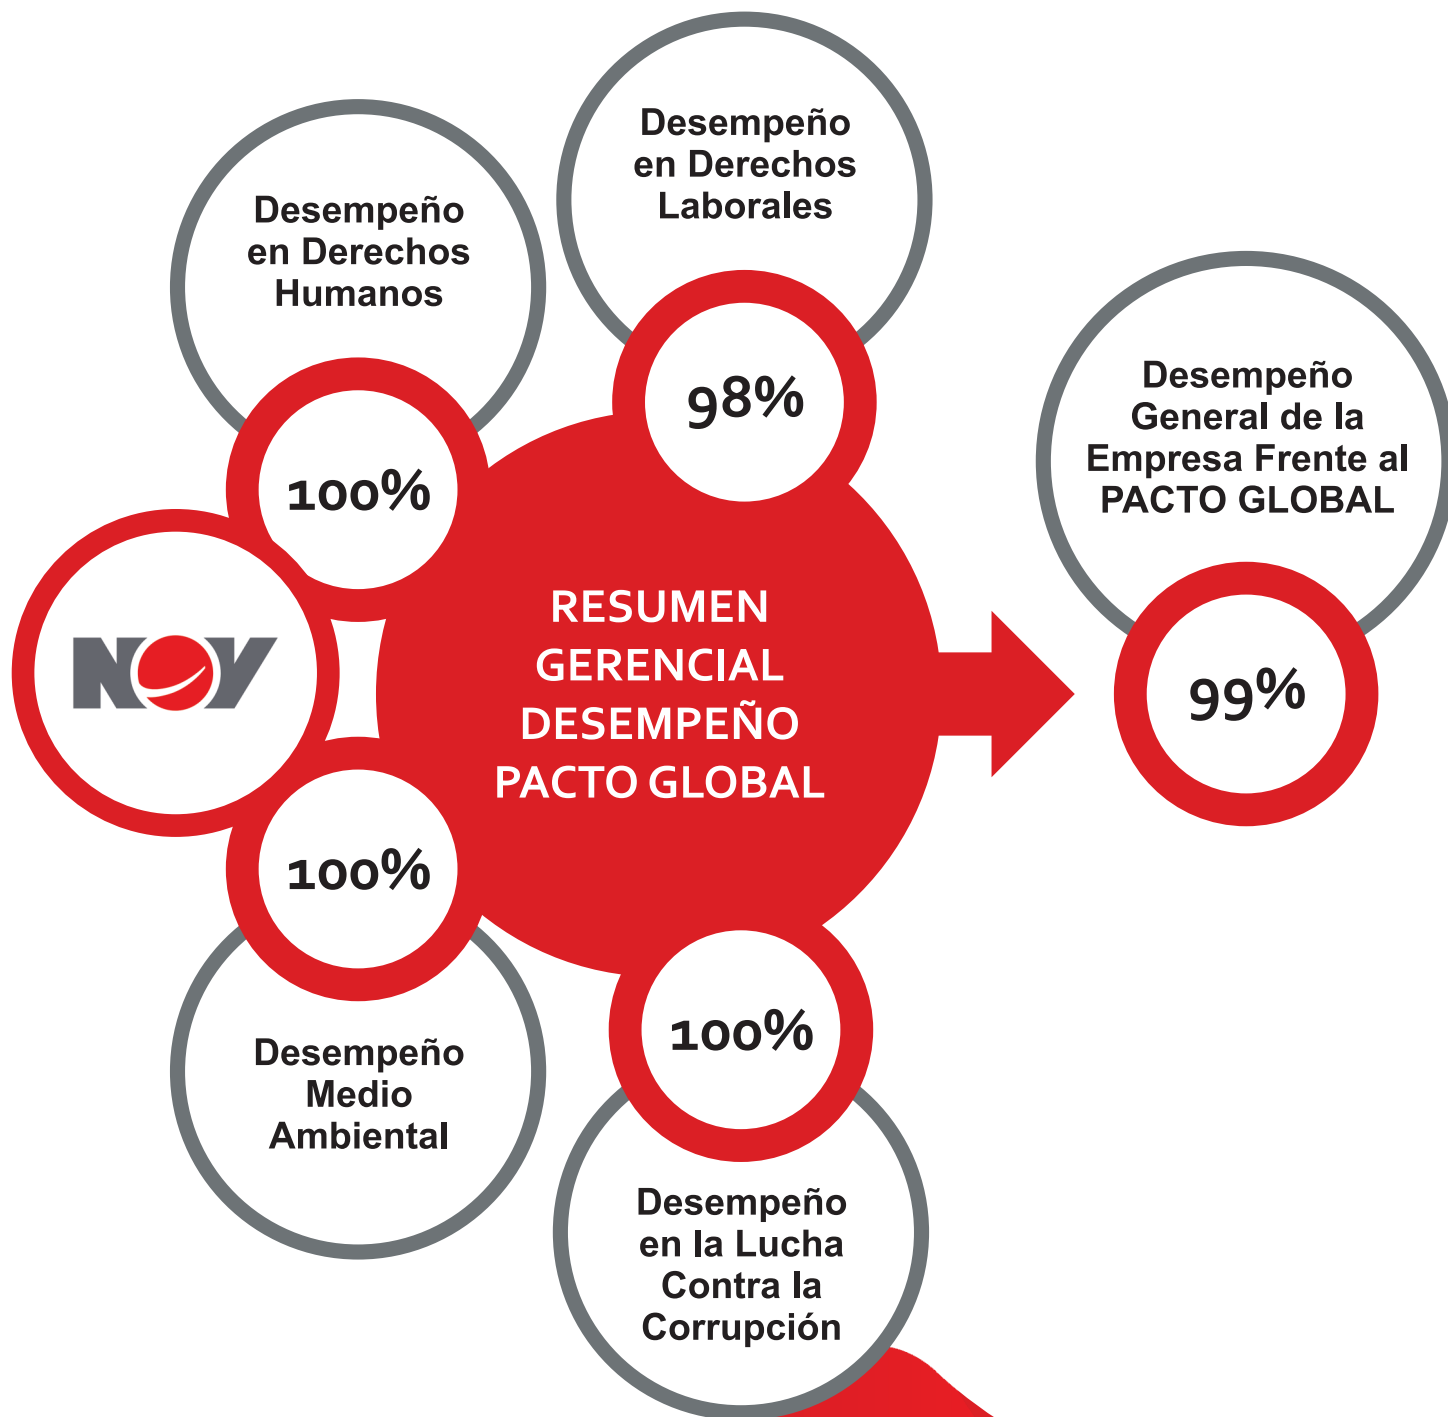 Desempeño
en Derechos
Humanos
100%
Desempeño
en Derechos
Laborales
98%
Desempeño
General de la
Empresa Frente al
PACTO GLOBAL
99%
NOV
RESUMEN
GERENCIAL
DESEMPEÑO
PACTO GLOBAL
100%
Desempeño
Medio
Ambiental
100%
Desempeño
en la Lucha
Contra la
Corrupción